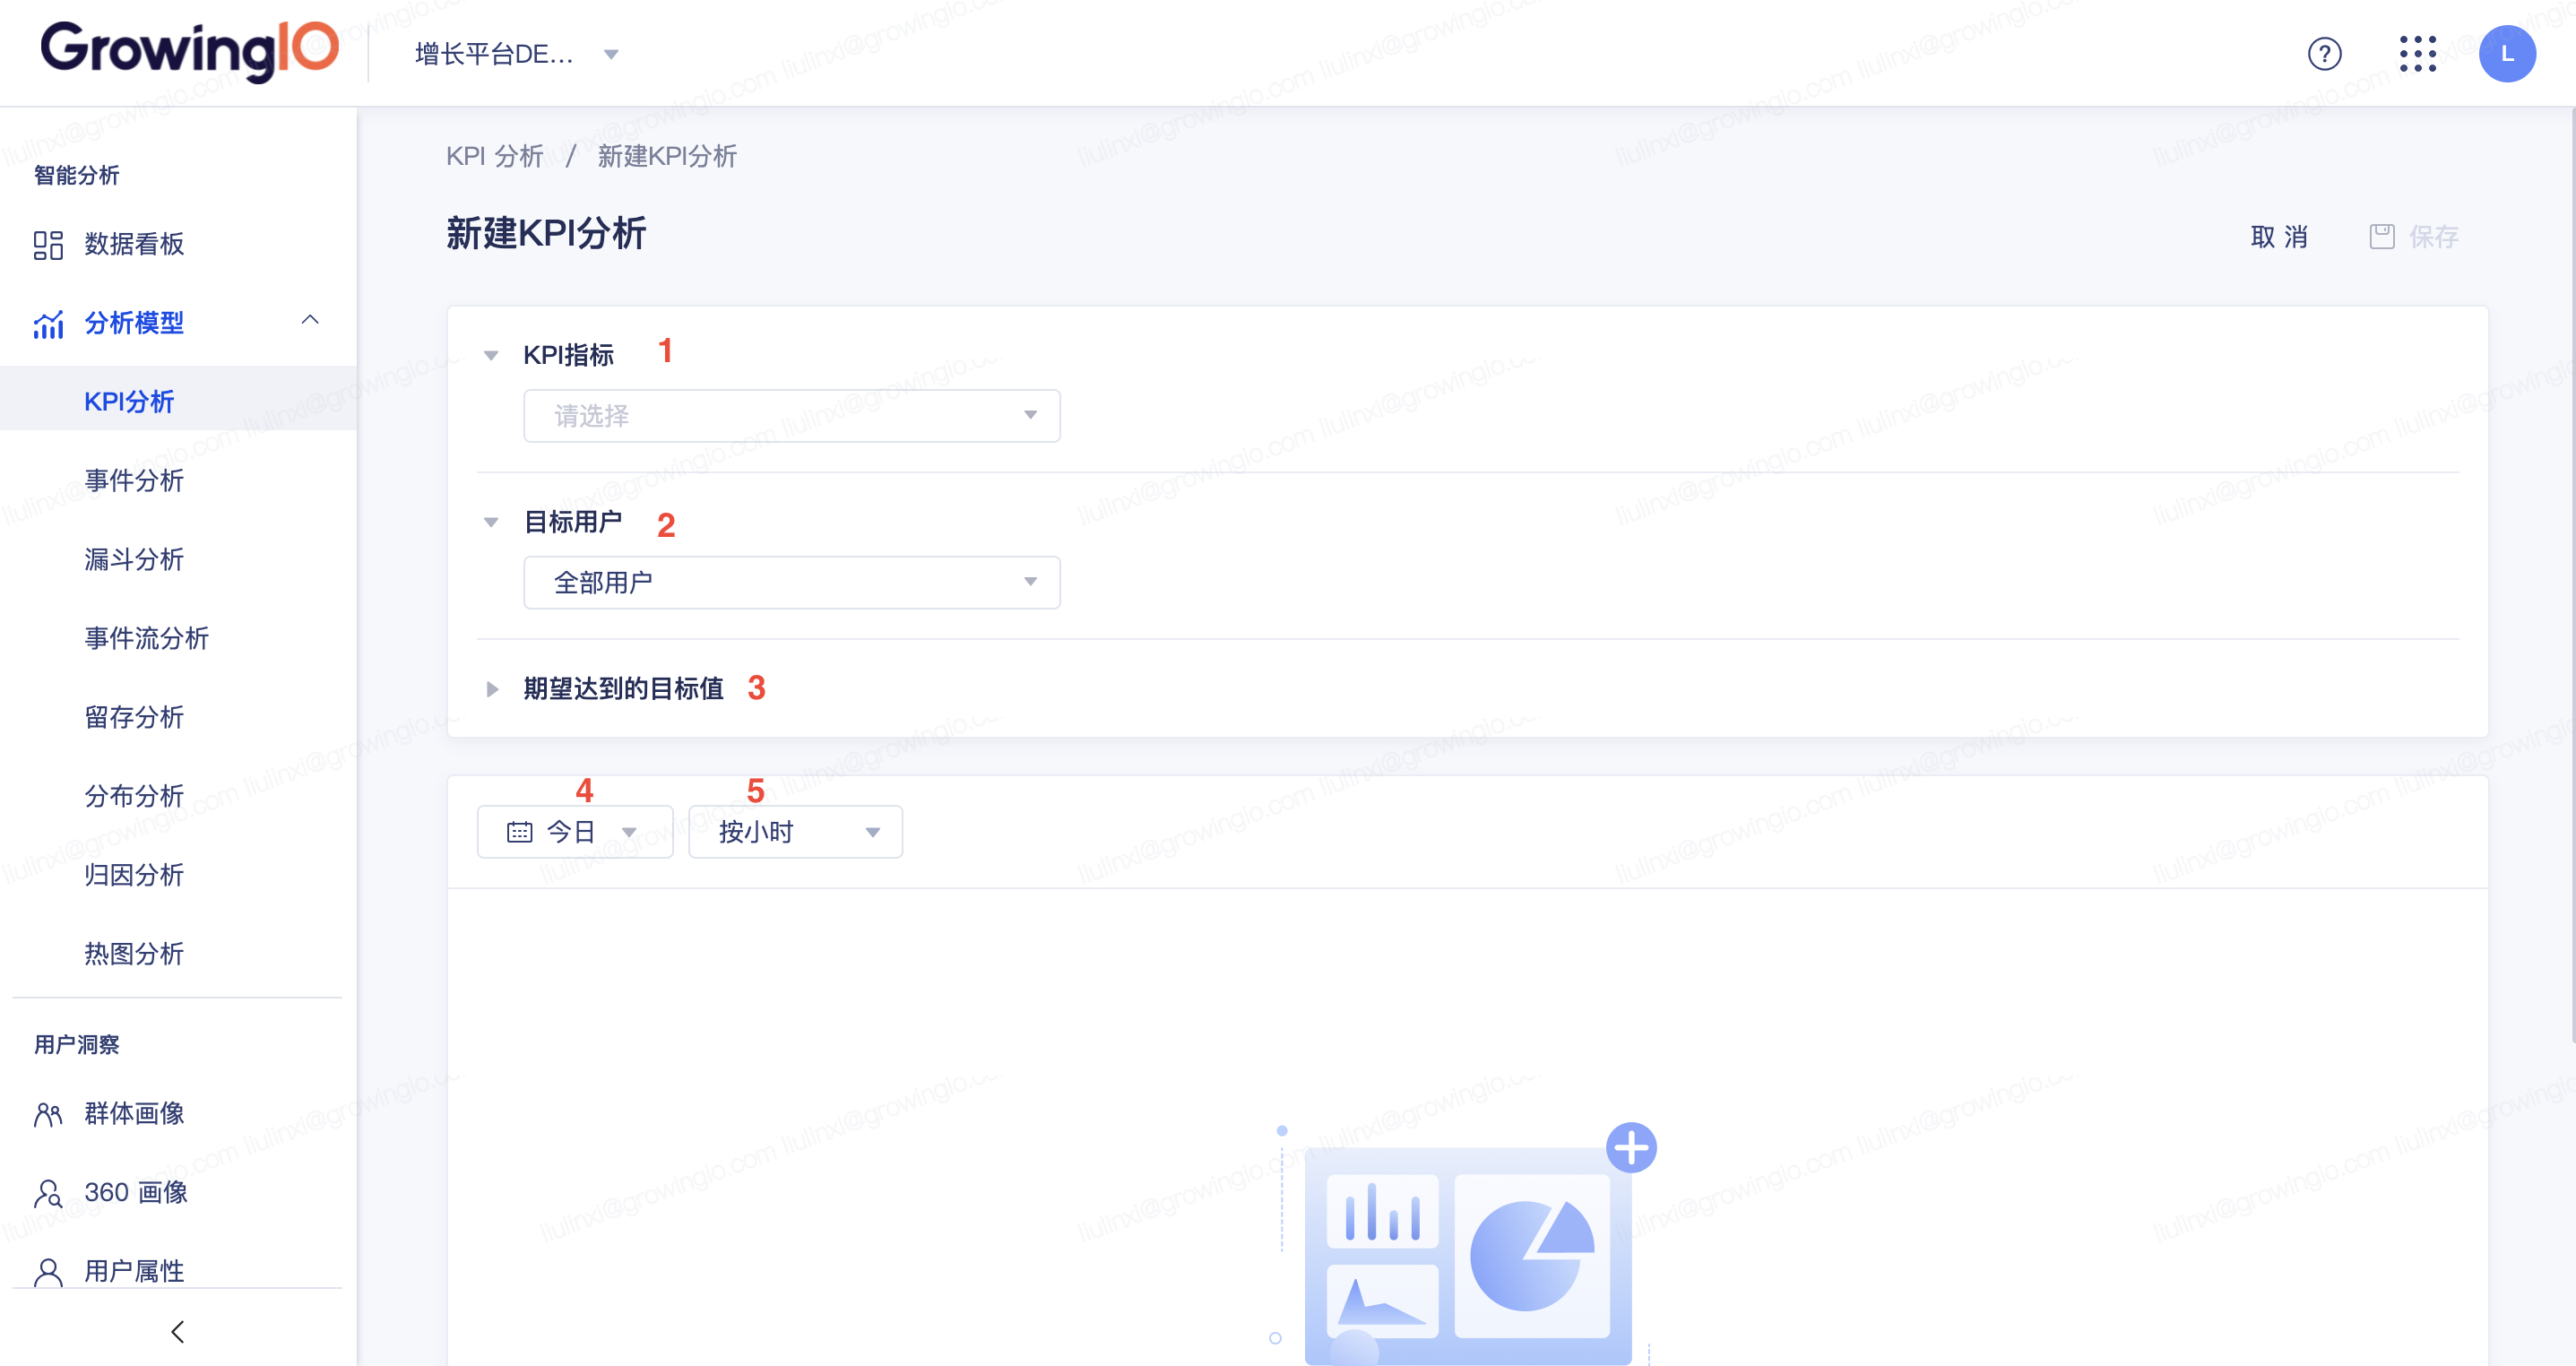 GrowingIO
增长平台DE...
L
智能分析
数据看板
分析模型
KPI分析
事件分析
漏斗分析
事件流分析
留存分析
分布分析
归因分析
热图分析
用户洞察
群体画像
360 画像
用户属性
KPI 分析 / 新建KPI分析
新建KPI分析
取 消
保存
KPI指标 1
请选择
目标用户 2
全部用户
期望达到的目标值 3
4 5
今日 按小时
liulinxi@growingio.com liulinxi@growingio.com